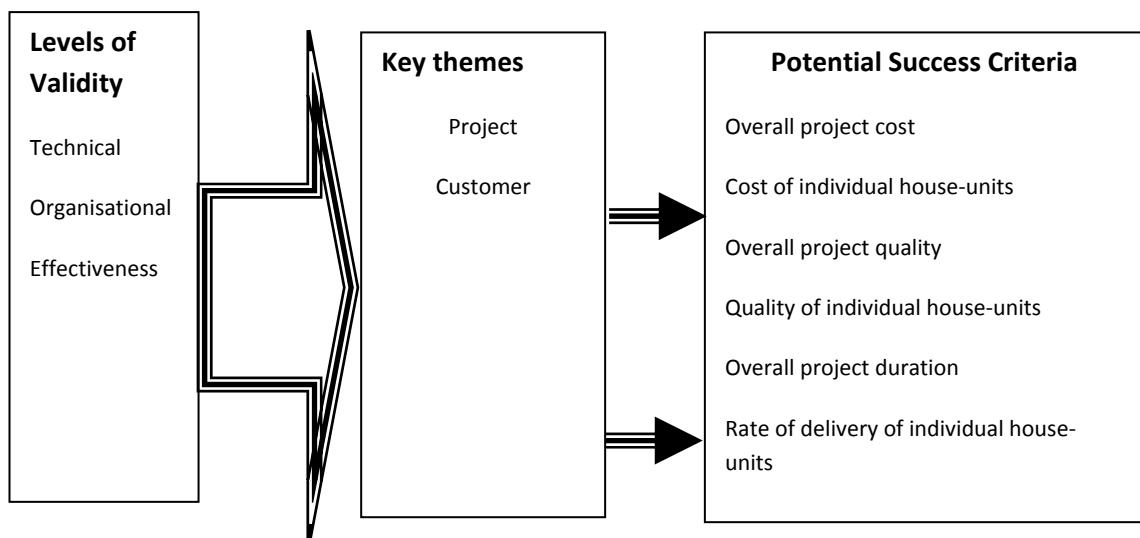 Levels of
Validity
Technical
Organisational
Effectiveness
Key themes
Project
Customer
Potential Success Criteria
Overall project cost
Cost of individual house-units
Overall project quality
Quality of individual house-units
Overall project duration
Rate of delivery of individual house-
units